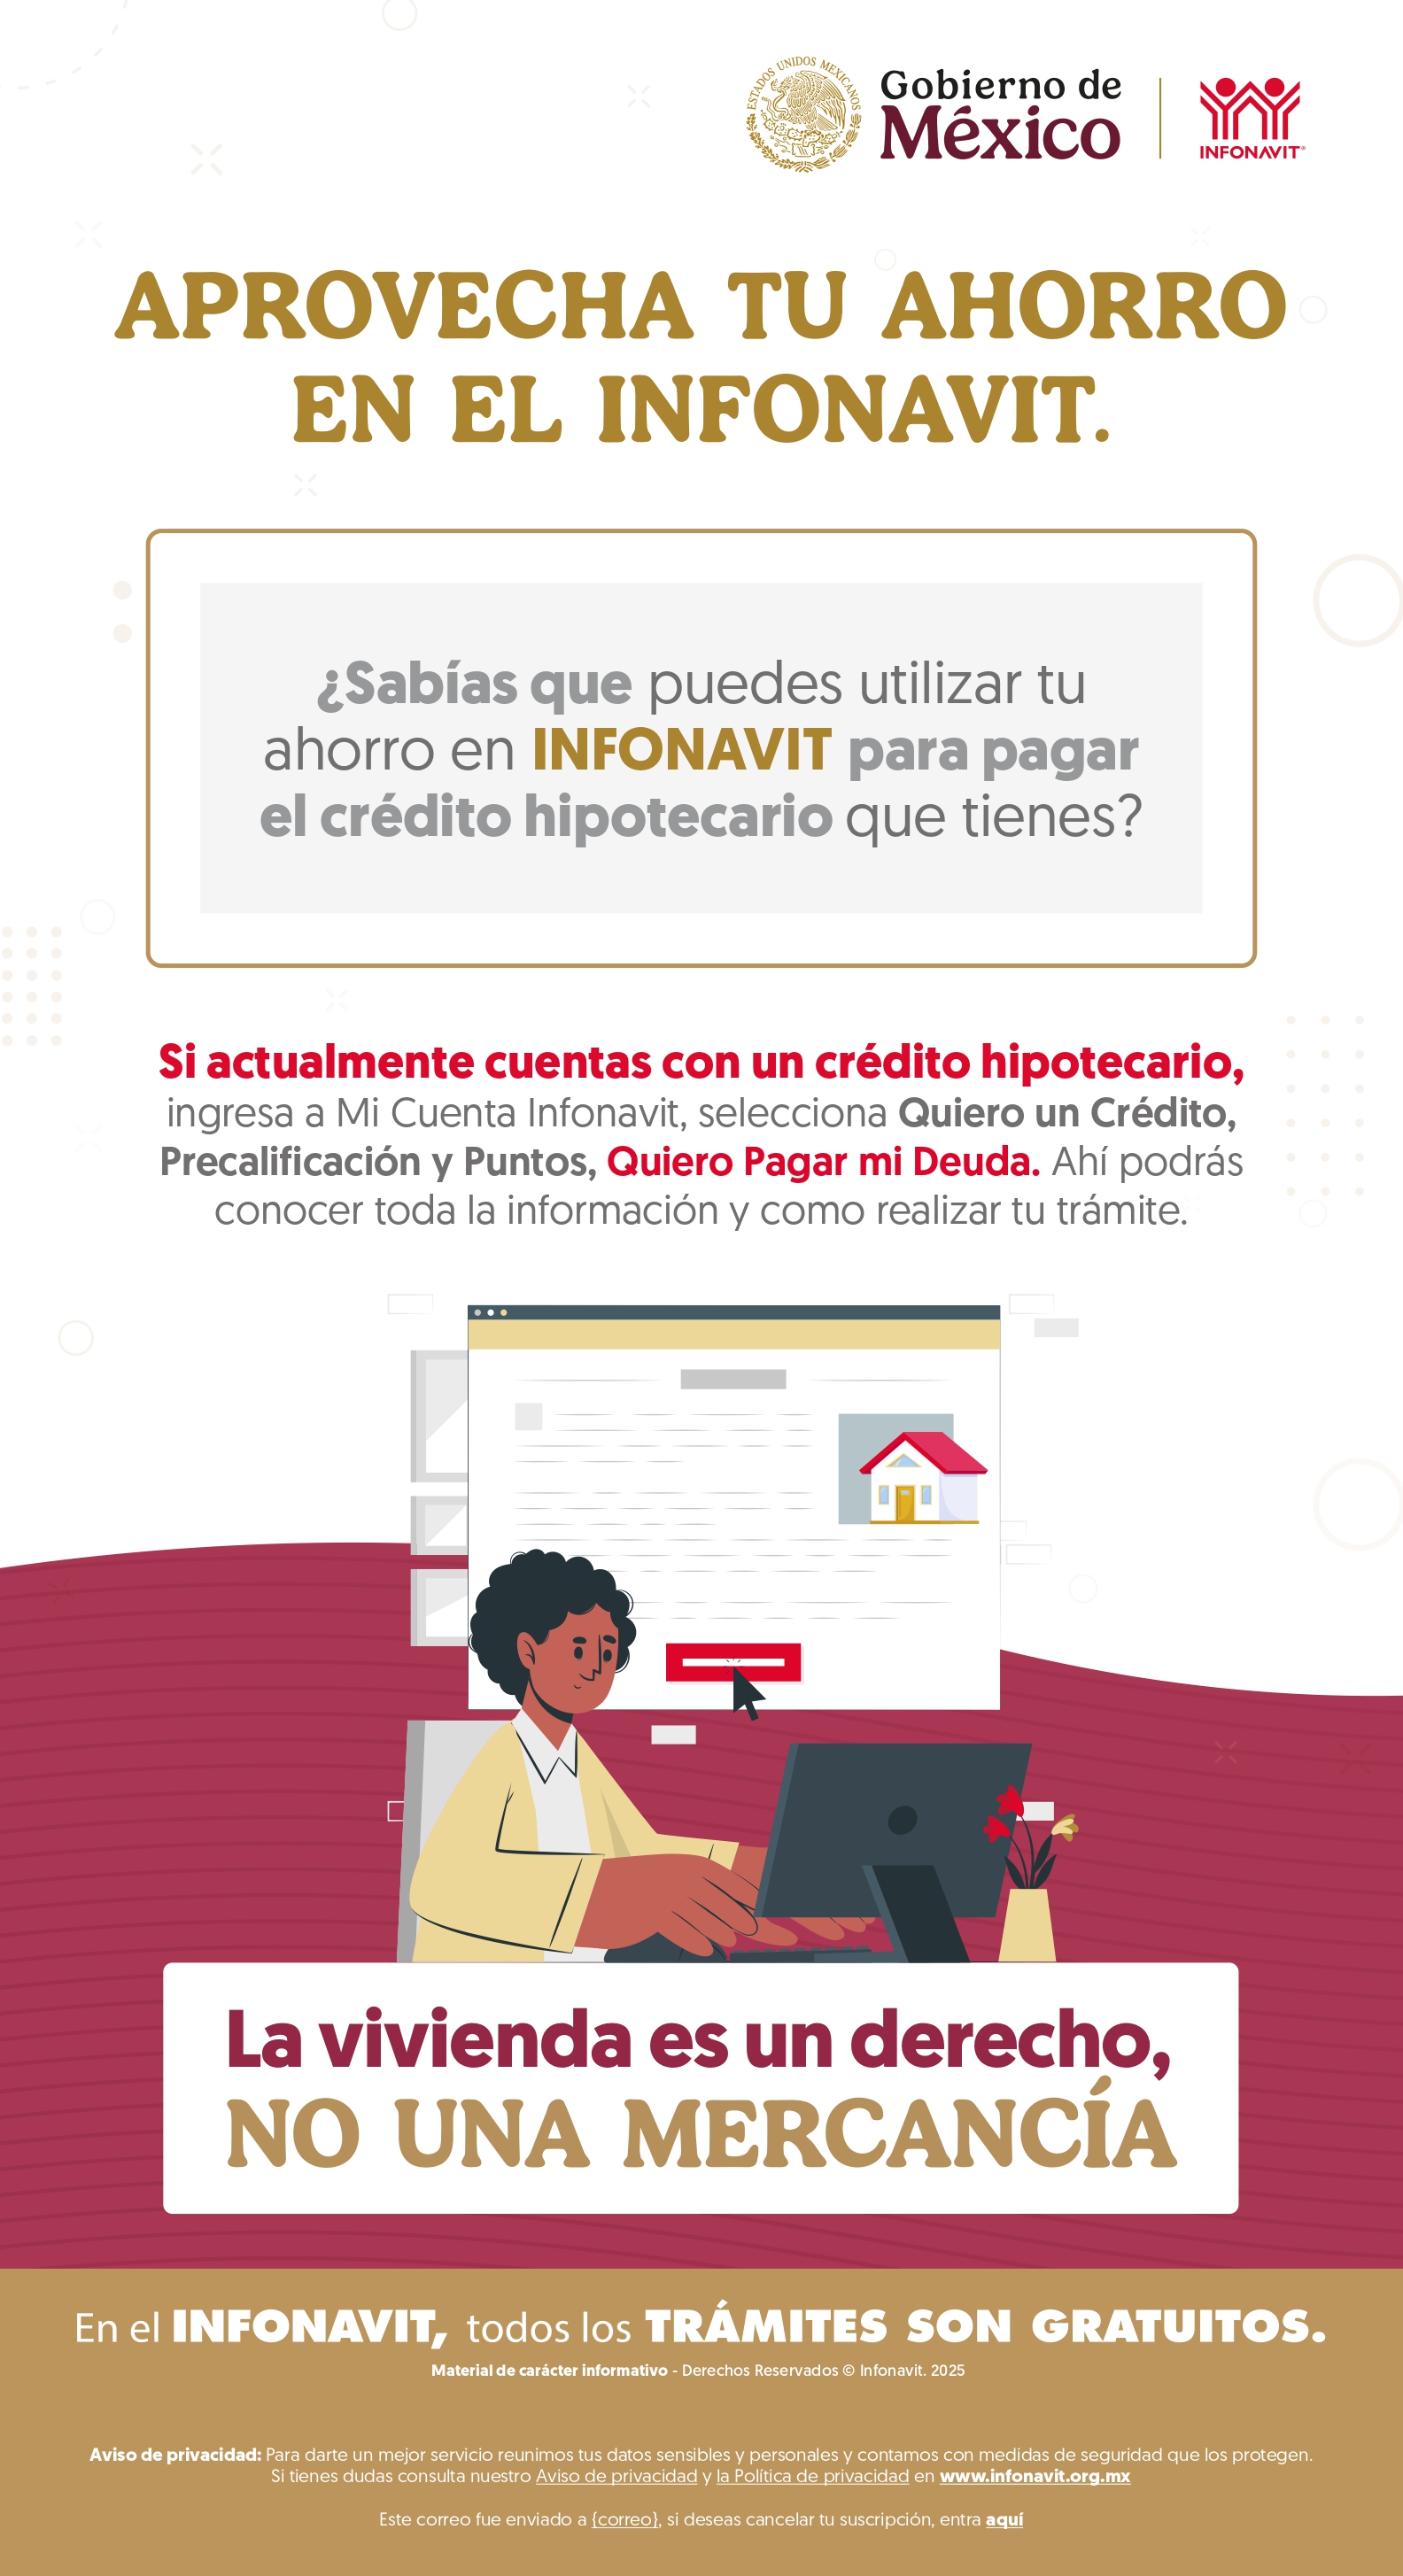 ESTADOS UNIDOS MEXICANOS
Gobierno de
México
INFONAVIT®
APROVECHA TU AHORRO
EN EL INFONAVIT.
¿Sabías que puedes utilizar tu
ahorro en INFONAVIT para pagar
el crédito hipotecario que tienes?
Si actualmente cuentas con un crédito hipotecario,
ingresa a Mi Cuenta Infonavit, selecciona Quiero un Crédito,
Precalificación y Puntos, Quiero Pagar mi Deuda. Ahí podrás
conocer toda la información y como realizar tu trámite.
La vivienda es un derecho,
NO UNA MERCANCÍA
En el INFONAVIT, todos los TRÁMITES SON GRATUITOS.
Material de carácter informativo - Derechos Reservados © Infonavit. 2025
Aviso de privacidad: Para darte un mejor servicio reunimos tus datos sensibles y personales y contamos con medidas de seguridad que los protegen.
Si tienes dudas consulta nuestro Aviso de privacidad y la Política de privacidad en www.infonavit.org.mx
Este correo fue enviado a {correo}, si deseas cancelar tu suscripción, entra aquí